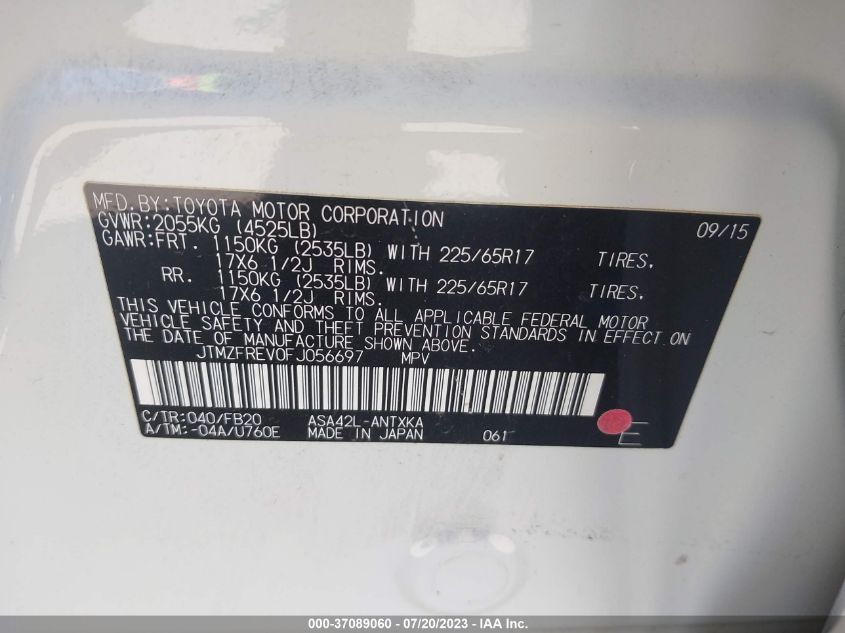 MFD.BY:TOYOTA MOTOR CORPORATION 09/15
GVWR:2055KG (4525LB)
GAWR:FRT. 1150KG (2535LB) WITH 225/65R17 TIRES.
17X6 1/2J RIMS.
RR. 1150KG (2535LB) WITH 225/65R17 TIRES.
17X6 1/2J RIMS.
THIS VEHICLE CONFORMS TO ALL APPLICABLE FEDERAL MOTOR
VEHICLE SAFETY AND THEFT PREVENTION STANDARDS IN EFFECT ON
THE DATE OF MANUFACTURE SHOWN ABOVE.
JTMZFREV0FJ056697 MPV
C/TR:040/FB20 ASA42L-ANTXKA
A/TM:-04A/U760E MADE IN JAPAN 061 E
000-37089060 - 07/20/2023 - IAA Inc.